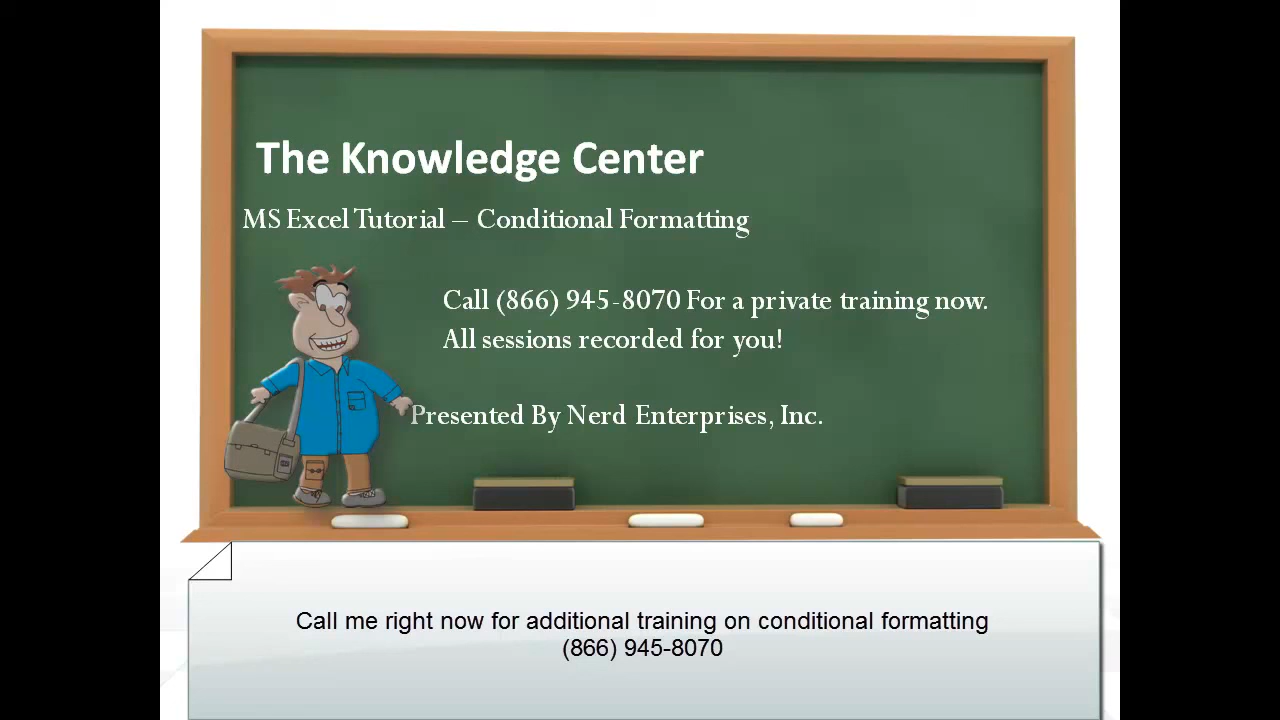 The Knowledge Center
MS Excel Tutorial – Conditional Formatting
Call (866) 945-8070 For a private training now.
All sessions recorded for you!
Presented By Nerd Enterprises, Inc.
Call me right now for additional training on conditional formatting
(866) 945-8070